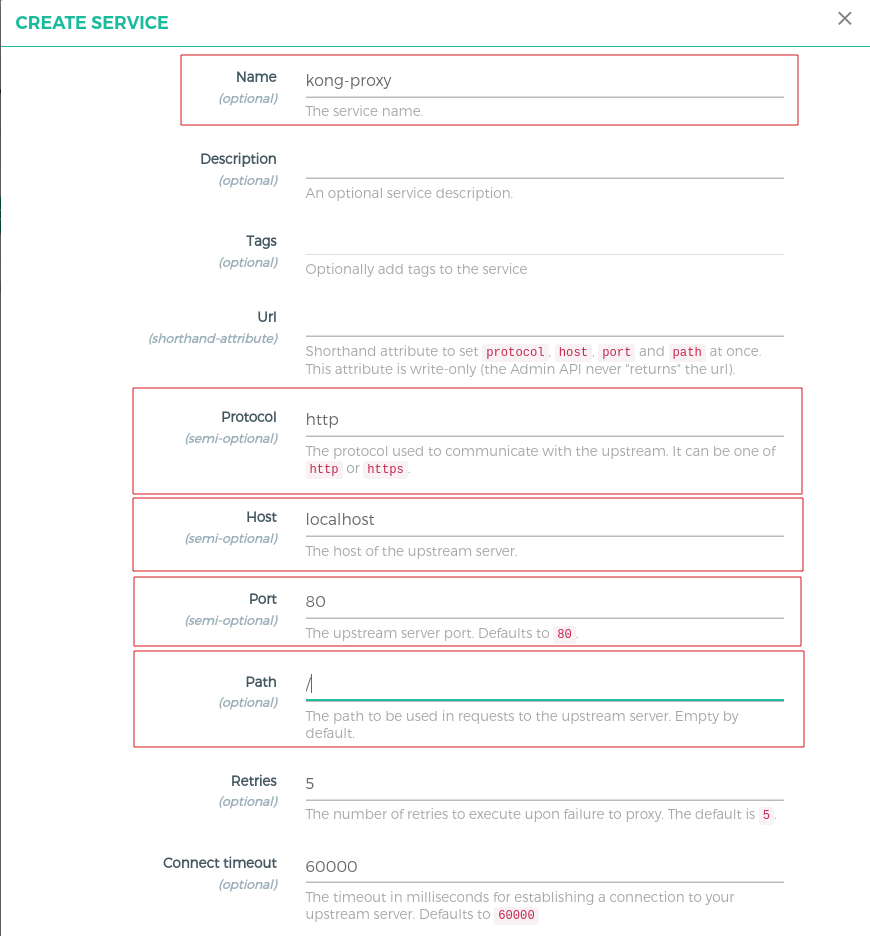 CREATE SERVICE
Name
(optional)
kong-proxy
The service name.
Description
(optional)
An optional service description.
Tags
(optional)
Optionally add tags to the service
Url
(shorthand-attribute)
Shorthand attribute to set protocol, host, port and path at once.
This attribute is write-only (the Admin API never "returns" the url).
Protocol
(semi-optional)
http
The protocol used to communicate with the upstream. It can be one of
http or https.
Host
(semi-optional)
localhost
The host of the upstream server.
Port
(semi-optional)
80
The upstream server port. Defaults to 80.
Path
(optional)
/
The path to be used in requests to the upstream server. Empty by
default.
Retries
(optional)
5
The number of retries to execute upon failure to proxy. The default is 5.
Connect timeout
(optional)
60000
The timeout in milliseconds for establishing a connection to your
upstream server. Defaults to 60000